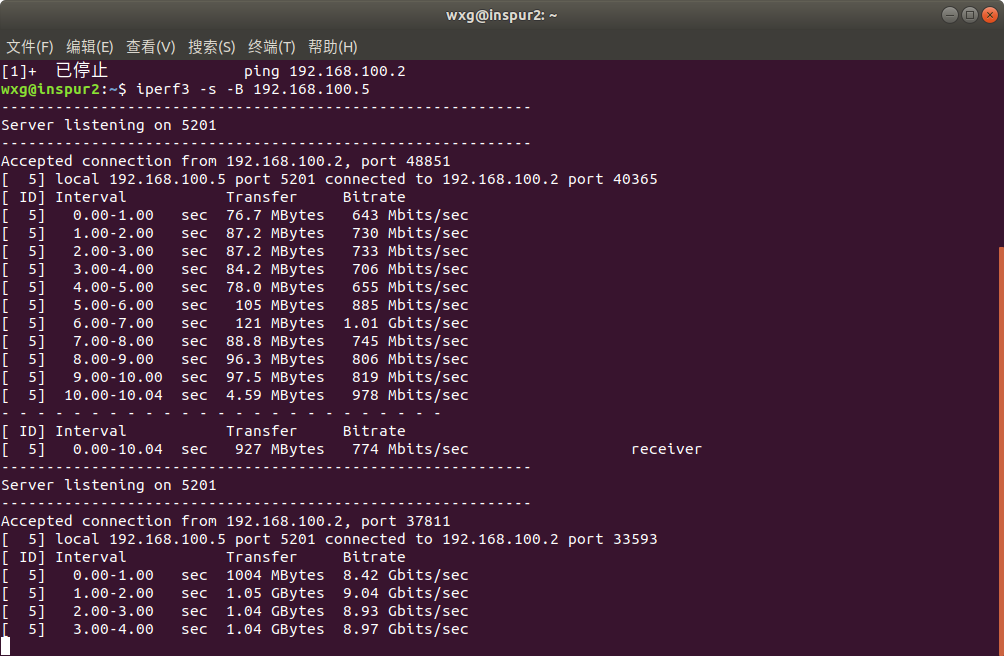 wxg@inspur2: ~
文件(F) 编辑(E) 查看(V) 搜索(S) 终端(T) 帮助(H)
[1]+  已停止               ping 192.168.100.2
wxg@inspur2:~$ iperf3 -s -B 192.168.100.5
-----------------------------------------------------------
Server listening on 5201
-----------------------------------------------------------
Accepted connection from 192.168.100.2, port 48851
[  5] local 192.168.100.5 port 5201 connected to 192.168.100.2 port 40365
[ ID] Interval           Transfer     Bitrate
[  5]   0.00-1.00   sec  76.7 MBytes   643 Mbits/sec
[  5]   1.00-2.00   sec  87.2 MBytes   730 Mbits/sec
[  5]   2.00-3.00   sec  87.2 MBytes   733 Mbits/sec
[  5]   3.00-4.00   sec  84.2 MBytes   706 Mbits/sec
[  5]   4.00-5.00   sec  78.0 MBytes   655 Mbits/sec
[  5]   5.00-6.00   sec   105 MBytes   885 Mbits/sec
[  5]   6.00-7.00   sec   121 MBytes  1.01 Gbits/sec
[  5]   7.00-8.00   sec  88.8 MBytes   745 Mbits/sec
[  5]   8.00-9.00   sec  96.3 MBytes   806 Mbits/sec
[  5]   9.00-10.00  sec  97.5 MBytes   819 Mbits/sec
[  5]  10.00-10.04  sec  4.59 MBytes   978 Mbits/sec
- - - - - - - - - - - - - - - - - - - - - - - - -
[ ID] Interval           Transfer     Bitrate
[  5]   0.00-10.04  sec   927 MBytes   774 Mbits/sec                  receiver
-----------------------------------------------------------
Server listening on 5201
-----------------------------------------------------------
Accepted connection from 192.168.100.2, port 37811
[  5] local 192.168.100.5 port 5201 connected to 192.168.100.2 port 33593
[ ID] Interval           Transfer     Bitrate
[  5]   0.00-1.00   sec  1004 MBytes  8.42 Gbits/sec
[  5]   1.00-2.00   sec  1.05 GBytes  9.04 Gbits/sec
[  5]   2.00-3.00   sec  1.04 GBytes  8.93 Gbits/sec
[  5]   3.00-4.00   sec  1.04 GBytes  8.97 Gbits/sec